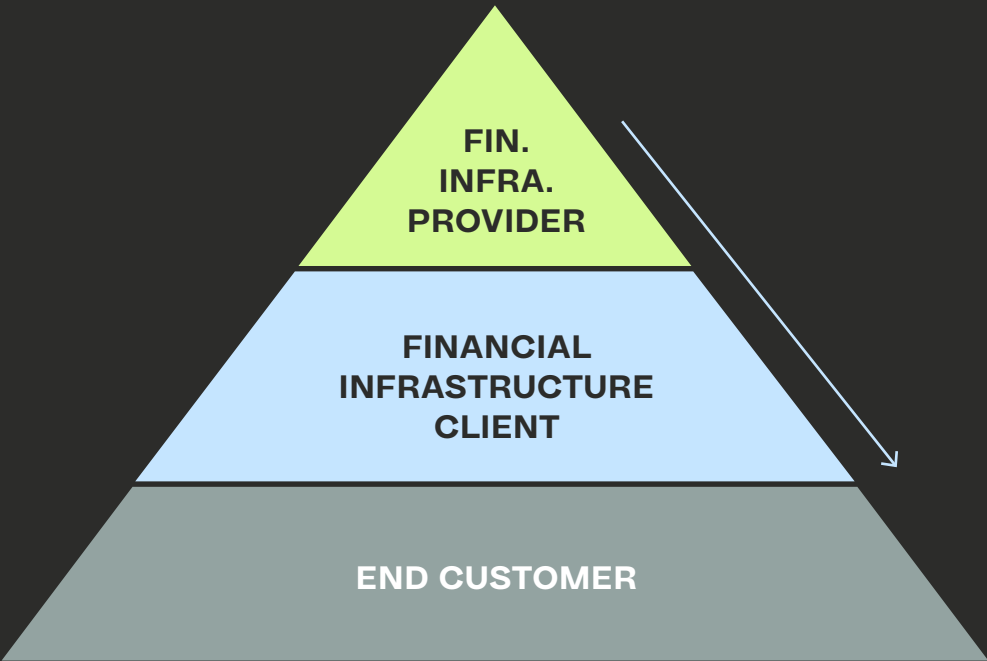 FIN.
INFRA.
PROVIDER
FINANCIAL
INFRASTRUCTURE
CLIENT
END CUSTOMER